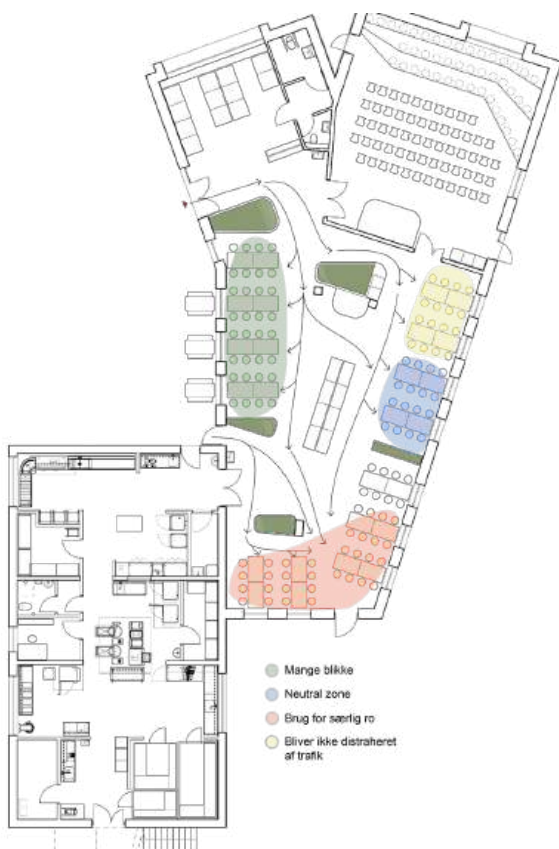 Mange blikke
Neutral zone
Brug for særlig ro
Bliver ikke distraheret
af trafik